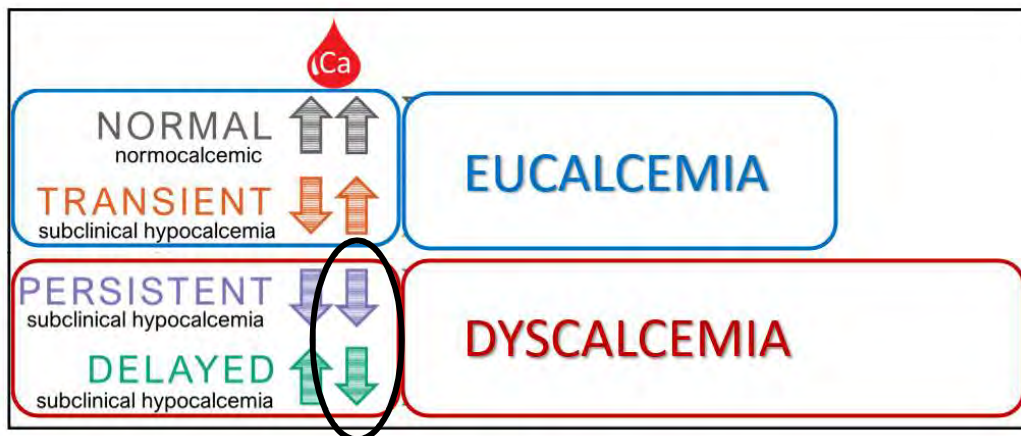 Ca
NORMAL
normocalcemic
EUCALCEMIA
TRANSIENT
subclinical hypocalcemia
PERSISTENT
subclinical hypocalcemia
DYSCALCEMIA
DELAYED
subclinical hypocalcemia